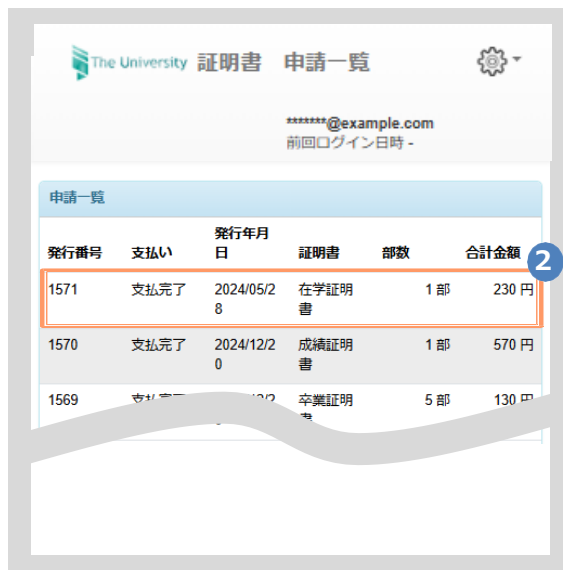 The University 証明書 申請一覧
*******@example.com
前回ログイン日時 -
申請一覧
発行番号 支払い 発行年月日 証明書 部数 合計金額
2
1571 支払完了 2024/05/28 在学証明書 1 部 230 円
1570 支払完了 2024/12/20 成績証明書 1 部 570 円
1569 卒業証明 5 部 130 円